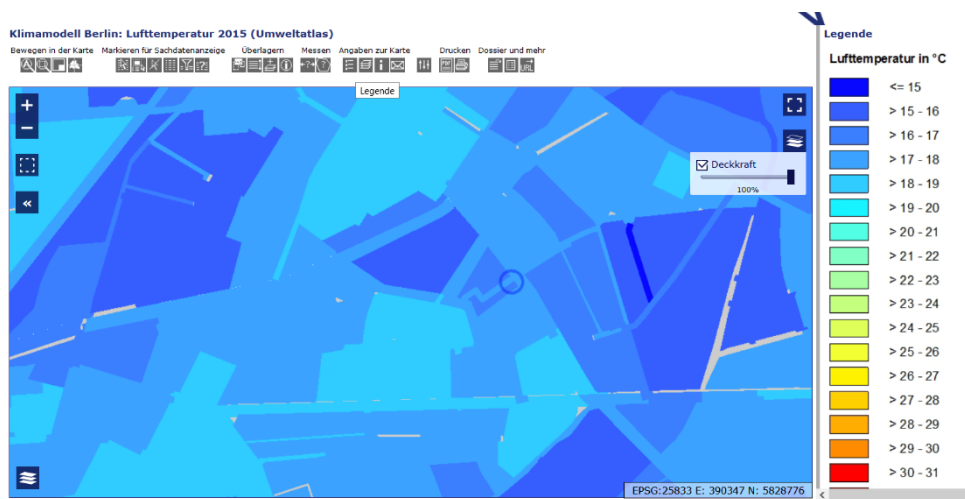 Klimamodell Berlin: Lufttemperatur 2015 (Umweltatlas)
Bewegen in der Karte Markieren für Sachdatenanzeige Überlagern Messen Angaben zur Karte Drucken Dossier und mehr
URL
Legende
Deckkraft
100%
EPSG:25833 E: 390347 N: 5828776
Legende
Lufttemperatur in °C
<= 15
> 15 - 16
> 16 - 17
> 17 - 18
> 18 - 19
> 19 - 20
> 20 - 21
> 21 - 22
> 22 - 23
> 23 - 24
> 24 - 25
> 25 - 26
> 26 - 27
> 27 - 28
> 28 - 29
> 29 - 30
> 30 - 31